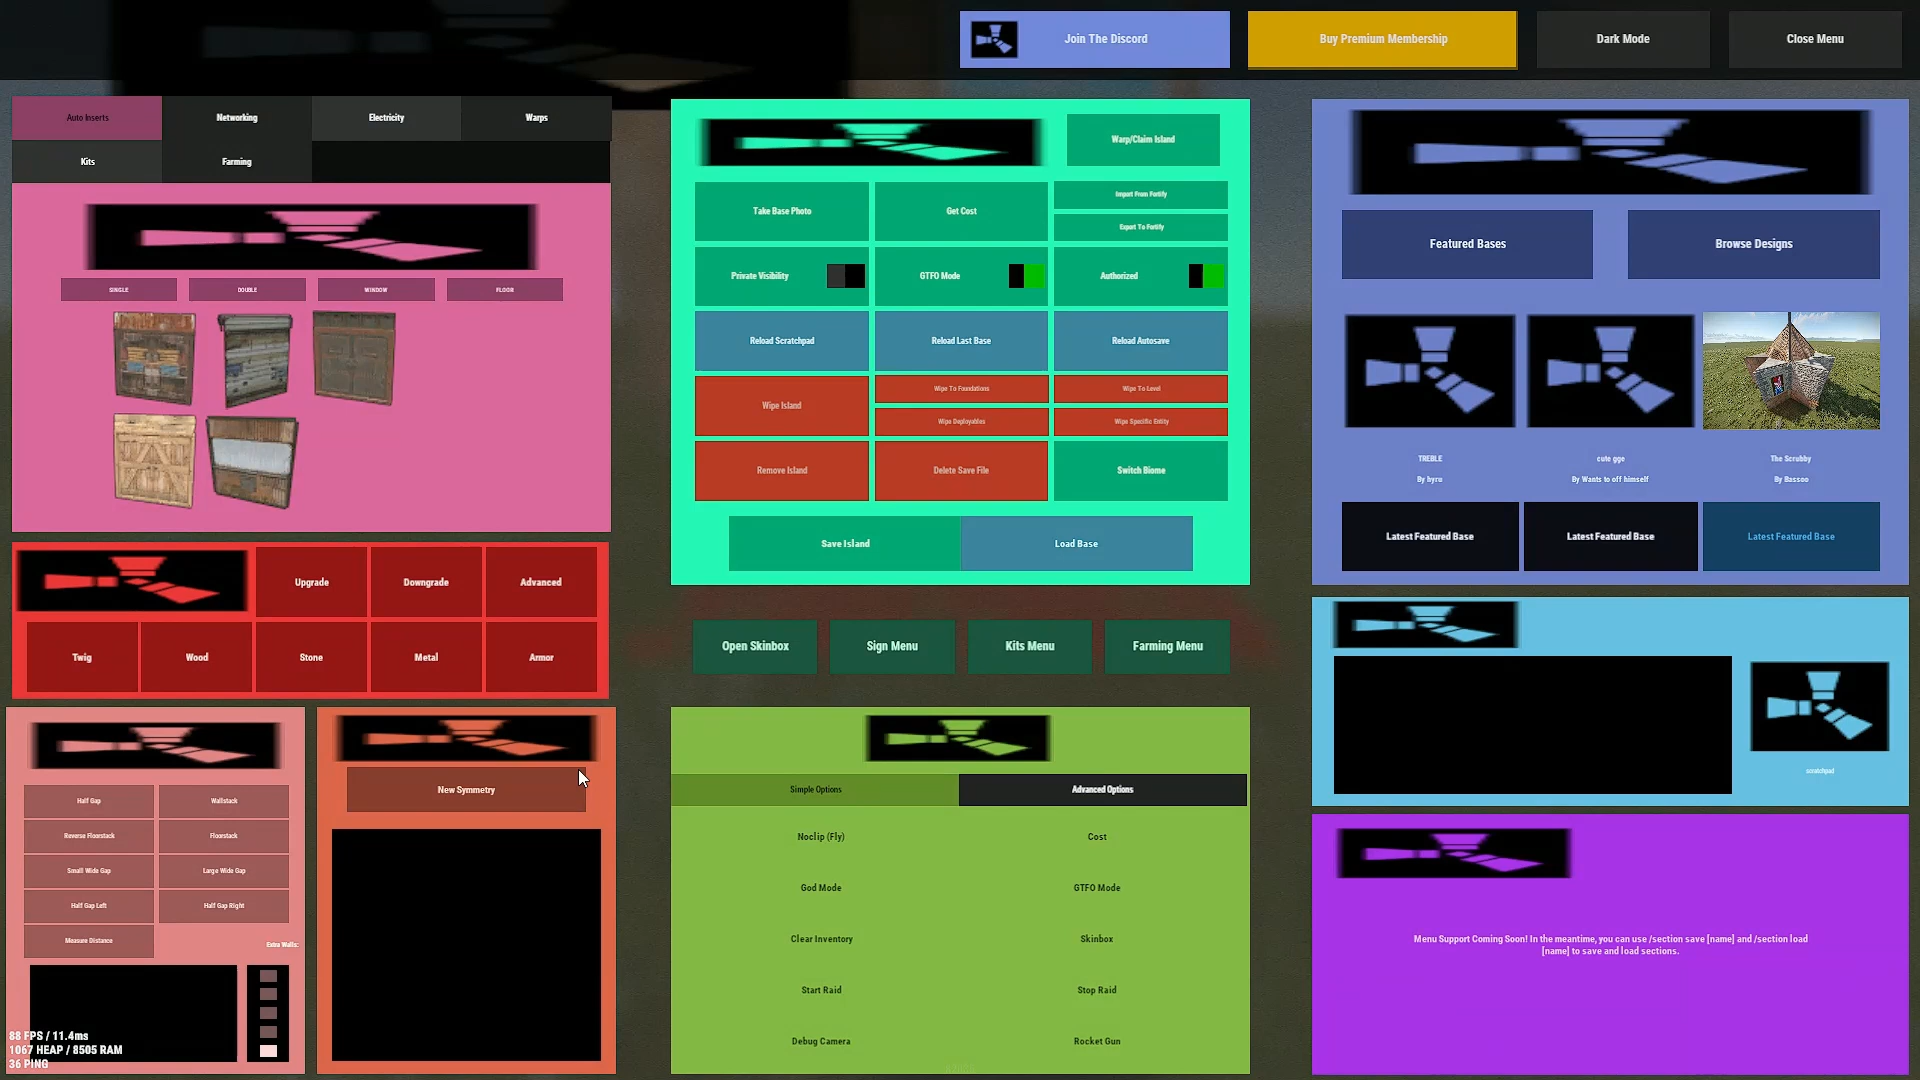 Join The Discord
Buy Premium Membership
Dark Mode
Close Menu
Auto Inserts
Networking
Electricity
Warps
Kits
Farming
SINGLE
DOUBLE
WINDOW
FLOOR
Upgrade
Downgrade
Advanced
Twig
Wood
Stone
Metal
Armor
Half Gap
Wallstack
Reverse Floorstack
Floorstack
Small Wide Gap
Large Wide Gap
Half Gap Left
Half Gap Right
Measure Distance
Extra Walls:
88 FPS / 11.4ms
1067 HEAP / 8505 RAM
36 PING
New Symmetry
Warp/Claim Island
Take Base Photo
Get Cost
Import From Fortify
Export To Fortify
Private Visibility
GTFO Mode
Authorized
Reload Scratchpad
Reload Last Base
Reload Autosave
Wipe Island
Wipe To Foundations
Wipe To Level
Wipe Deployables
Wipe Specific Entity
Remove Island
Delete Save File
Switch Biome
Save Island
Load Base
Open Skinbox
Sign Menu
Kits Menu
Farming Menu
Simple Options
Advanced Options
Noclip (Fly)
Cost
God Mode
GTFO Mode
Clear Inventory
Skinbox
Start Raid
Stop Raid
Debug Camera
Rocket Gun
Featured Bases
Browse Designs
TREBLE
By hyru
cute gge
By Wants to off himself
The Scrubby
By Bassoo
Latest Featured Base
Latest Featured Base
Latest Featured Base
scratchpad
Menu Support Coming Soon! In the meantime, you can use /section save [name] and /section load
[name] to save and load sections.